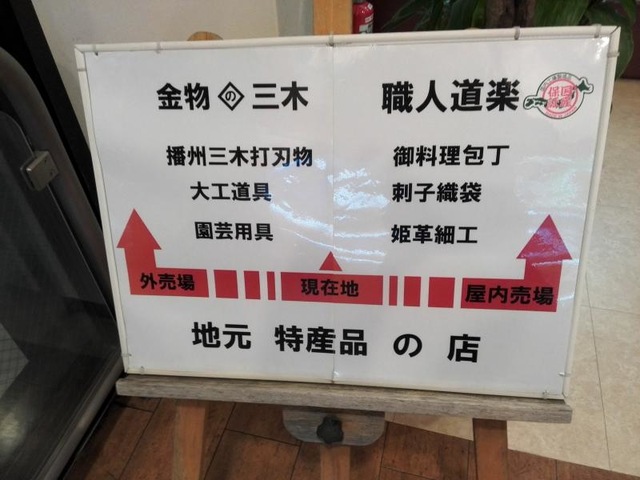 金物の三木
播州三木打刃物
大工道具
園芸用具
外売場
職人道楽
御料理包丁
刺子織袋
姫革細工
屋内売場
現在地
地元 特産品 の 店